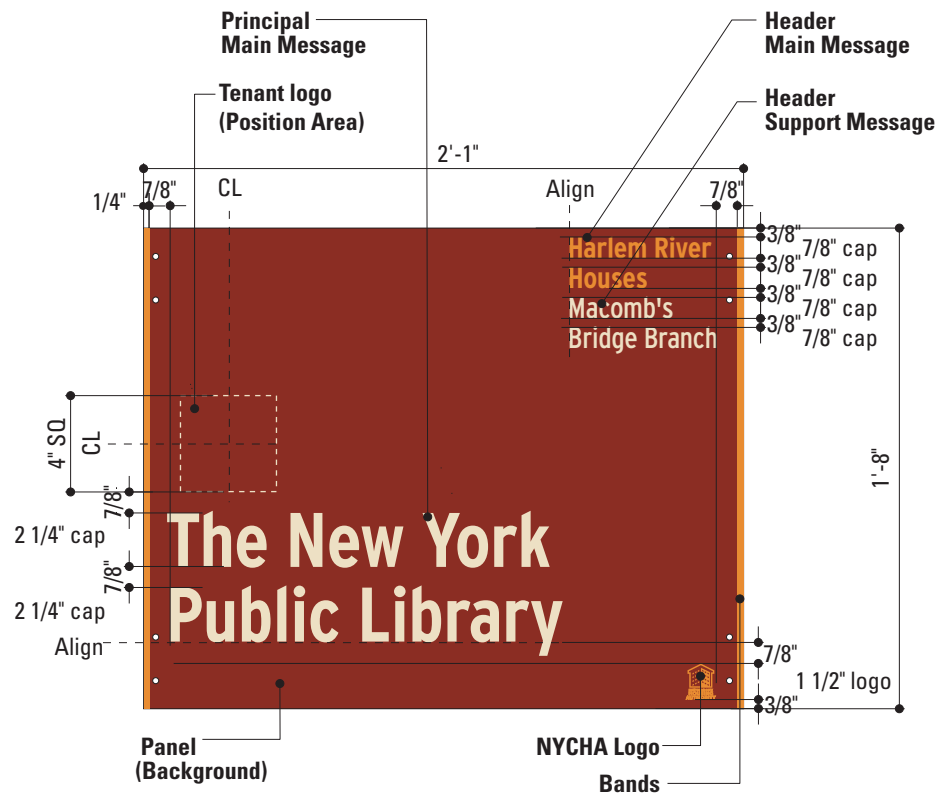 Principal
Main Message
Header
Main Message
Tenant logo
(Position Area)
Header
Support Message
2'-1"
1/4"
7/8"
CL
Align
7/8"
Harlem River
Houses
Macomb's
Bridge Branch
3/8"
7/8" cap
3/8"
7/8" cap
3/8"
7/8" cap
3/8"
7/8" cap
4" SQ
CL
1'-8"
7/8"
2 1/4" cap
7/8"
2 1/4" cap
Align
The New York
Public Library
7/8"
1 1/2" logo
3/8"
Panel
(Background)
NYCHA Logo
Bands